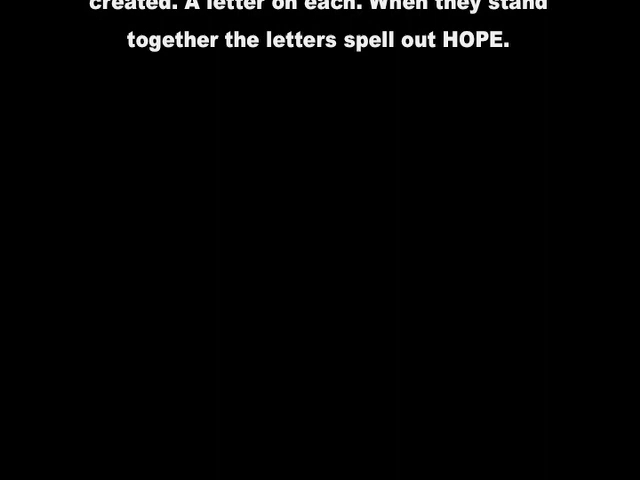 created. A letter on each. When they stand
together the letters spell out HOPE.